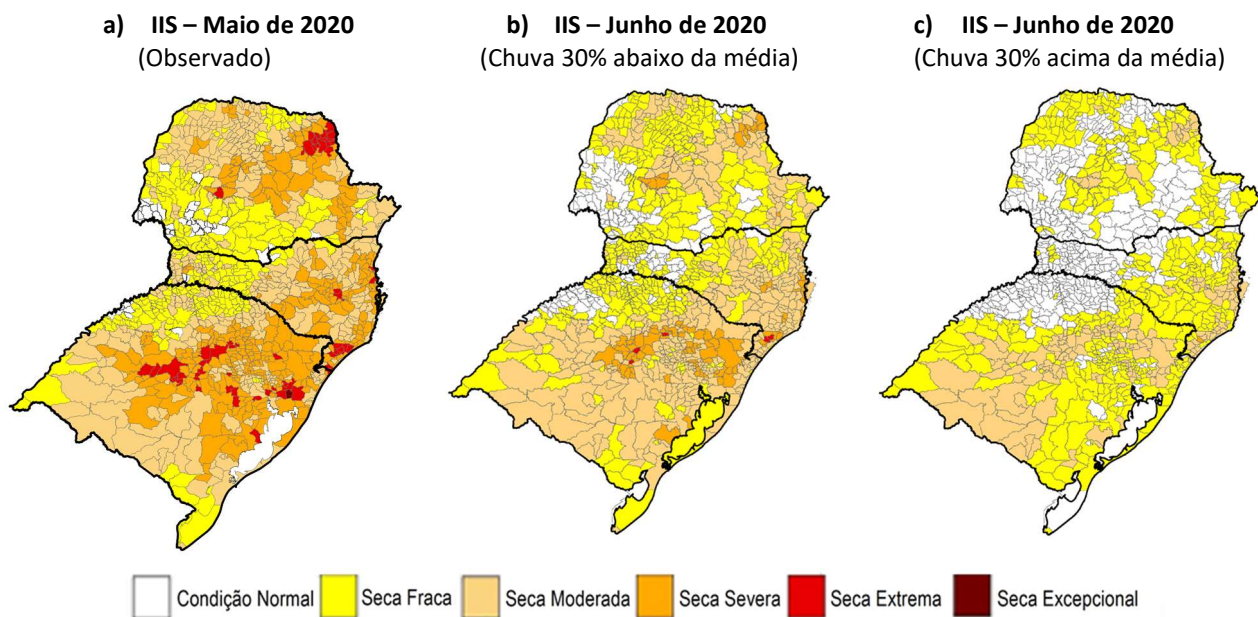 a) IIS – Maio de 2020
(Observado)
b) IIS – Junho de 2020
(Chuva 30% abaixo da média)
c) IIS – Junho de 2020
(Chuva 30% acima da média)
Condição Normal
Seca Fraca
Seca Moderada
Seca Severa
Seca Extrema
Seca Excepcional